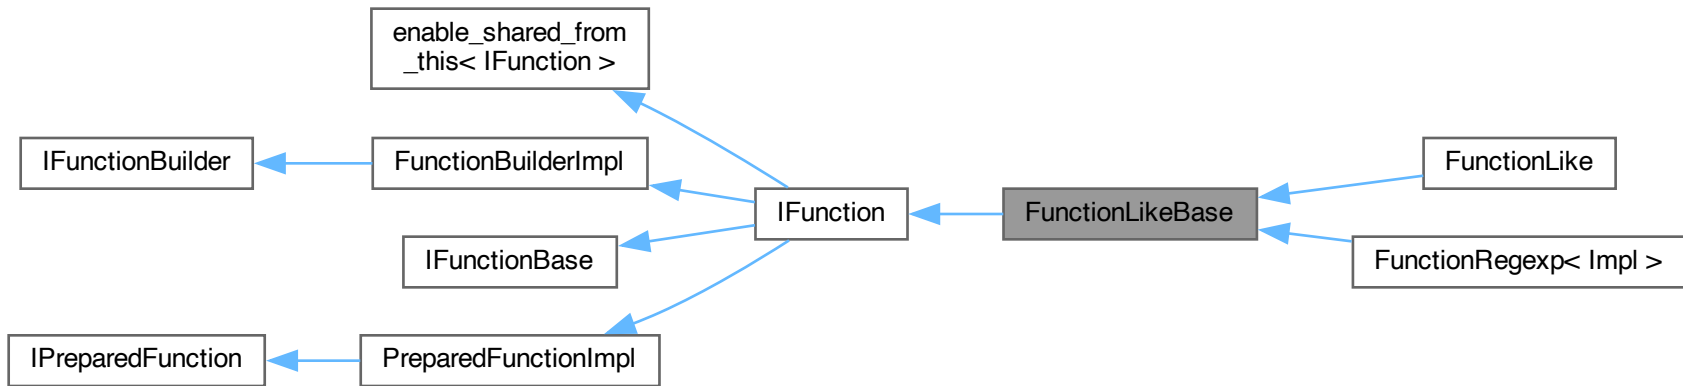 enable_shared_from
_this< IFunction >
IFunctionBuilder
FunctionBuilderImpl
FunctionLike
IFunction
FunctionLikeBase
IFunctionBase
FunctionRegexp< Impl >
IPreparedFunction
PreparedFunctionImpl